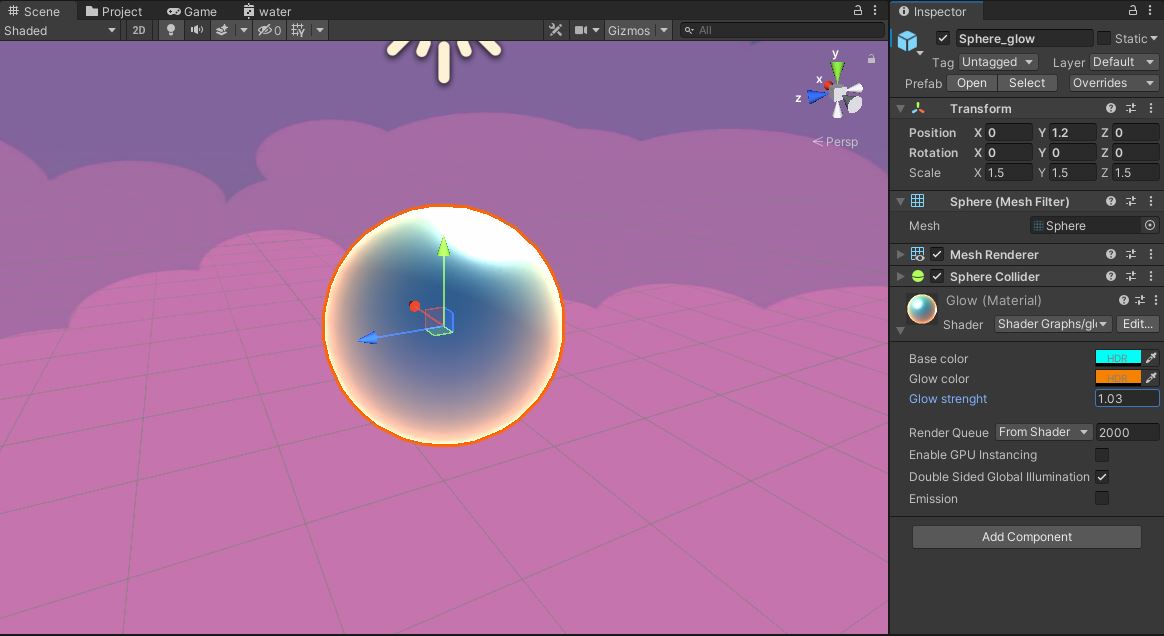 Scene Project Game water
Shaded 2D 0 Gizmos All
y
x
z
Persp
Inspector
Sphere_glow Static
Tag Untagged Layer Default
Prefab Open Select Overrides
Transform
Position X 0 Y 1.2 Z 0
Rotation X 0 Y 0 Z 0
Scale X 1.5 Y 1.5 Z 1.5
Sphere (Mesh Filter)
Mesh Sphere
Mesh Renderer
Sphere Collider
Glow (Material)
Shader Shader Graphs/gl Edit...
Base color HDR
Glow color HDR
Glow strenght 1.03
Render Queue From Shader 2000
Enable GPU Instancing
Double Sided Global Illumination
Emission
Add Component